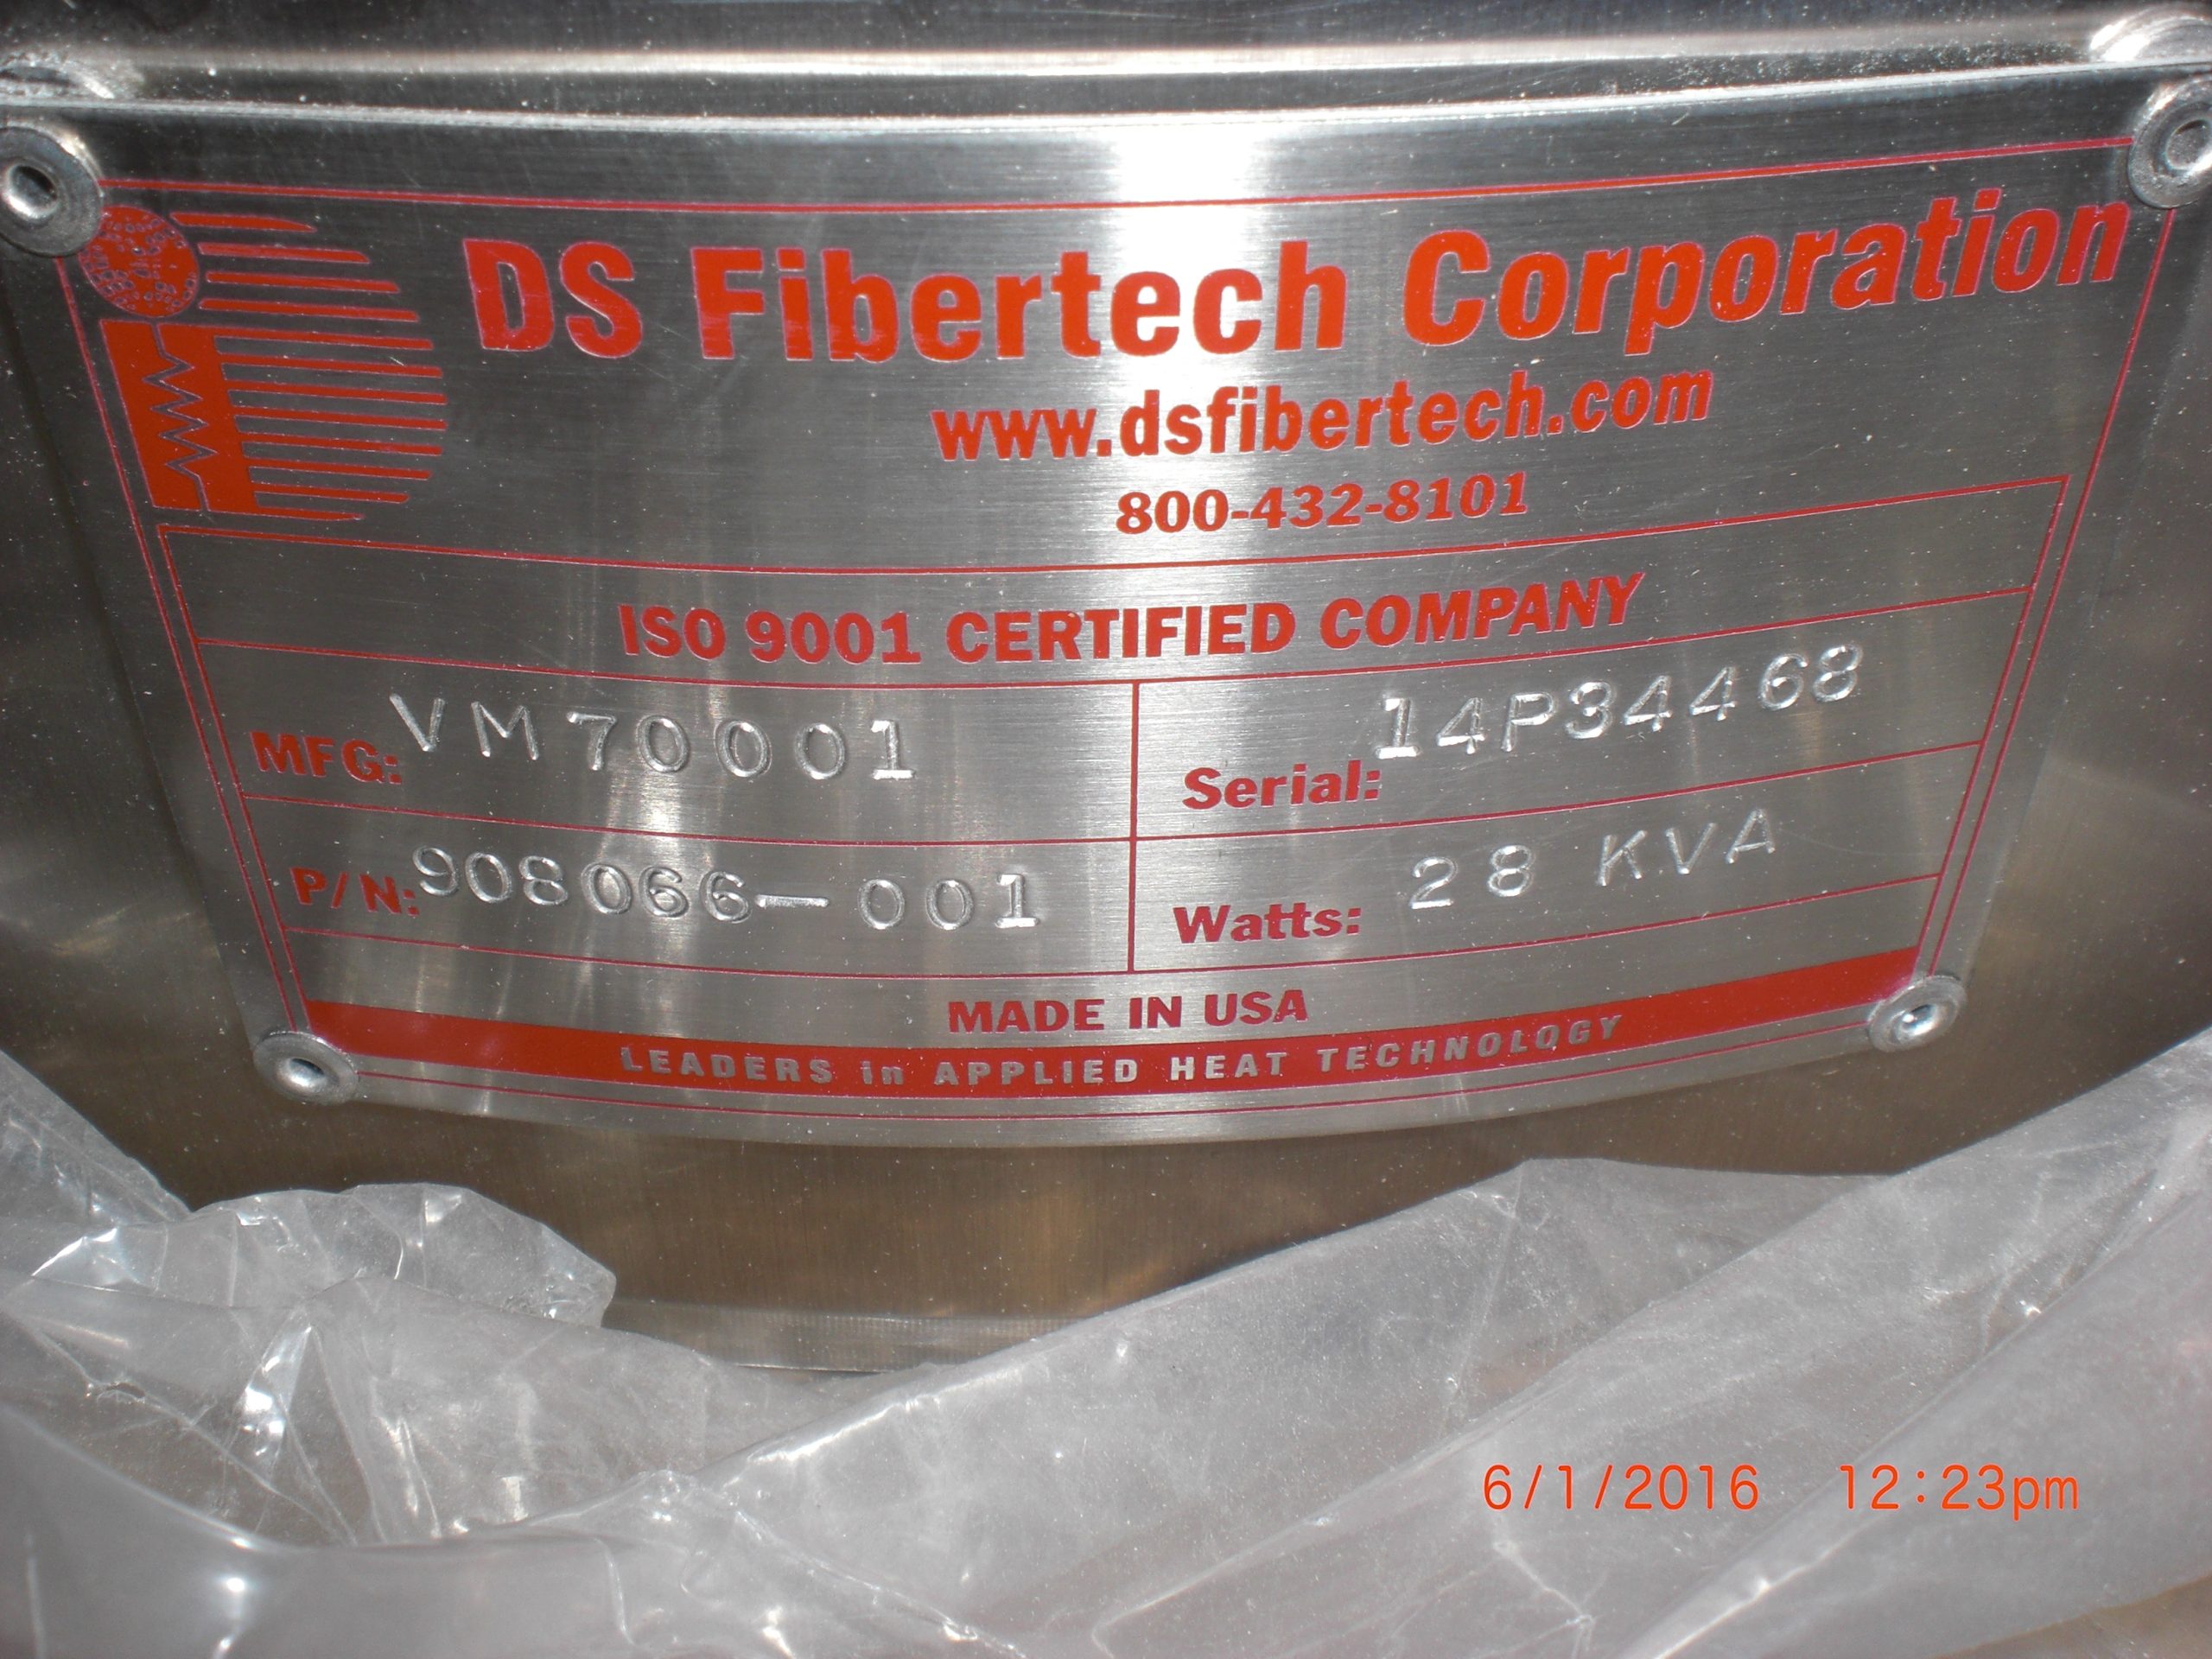 DS Fibertech Corporation
www.dsfibertech.com
800-432-8101
ISO 9001 CERTIFIED COMPANY
MFG: VM70001
Serial: 14P34468
P/N: 908066-001
Watts: 28 KVA
MADE IN USA
LEADERS in APPLIED HEAT TECHNOLOGY
6/1/2016 12:23pm